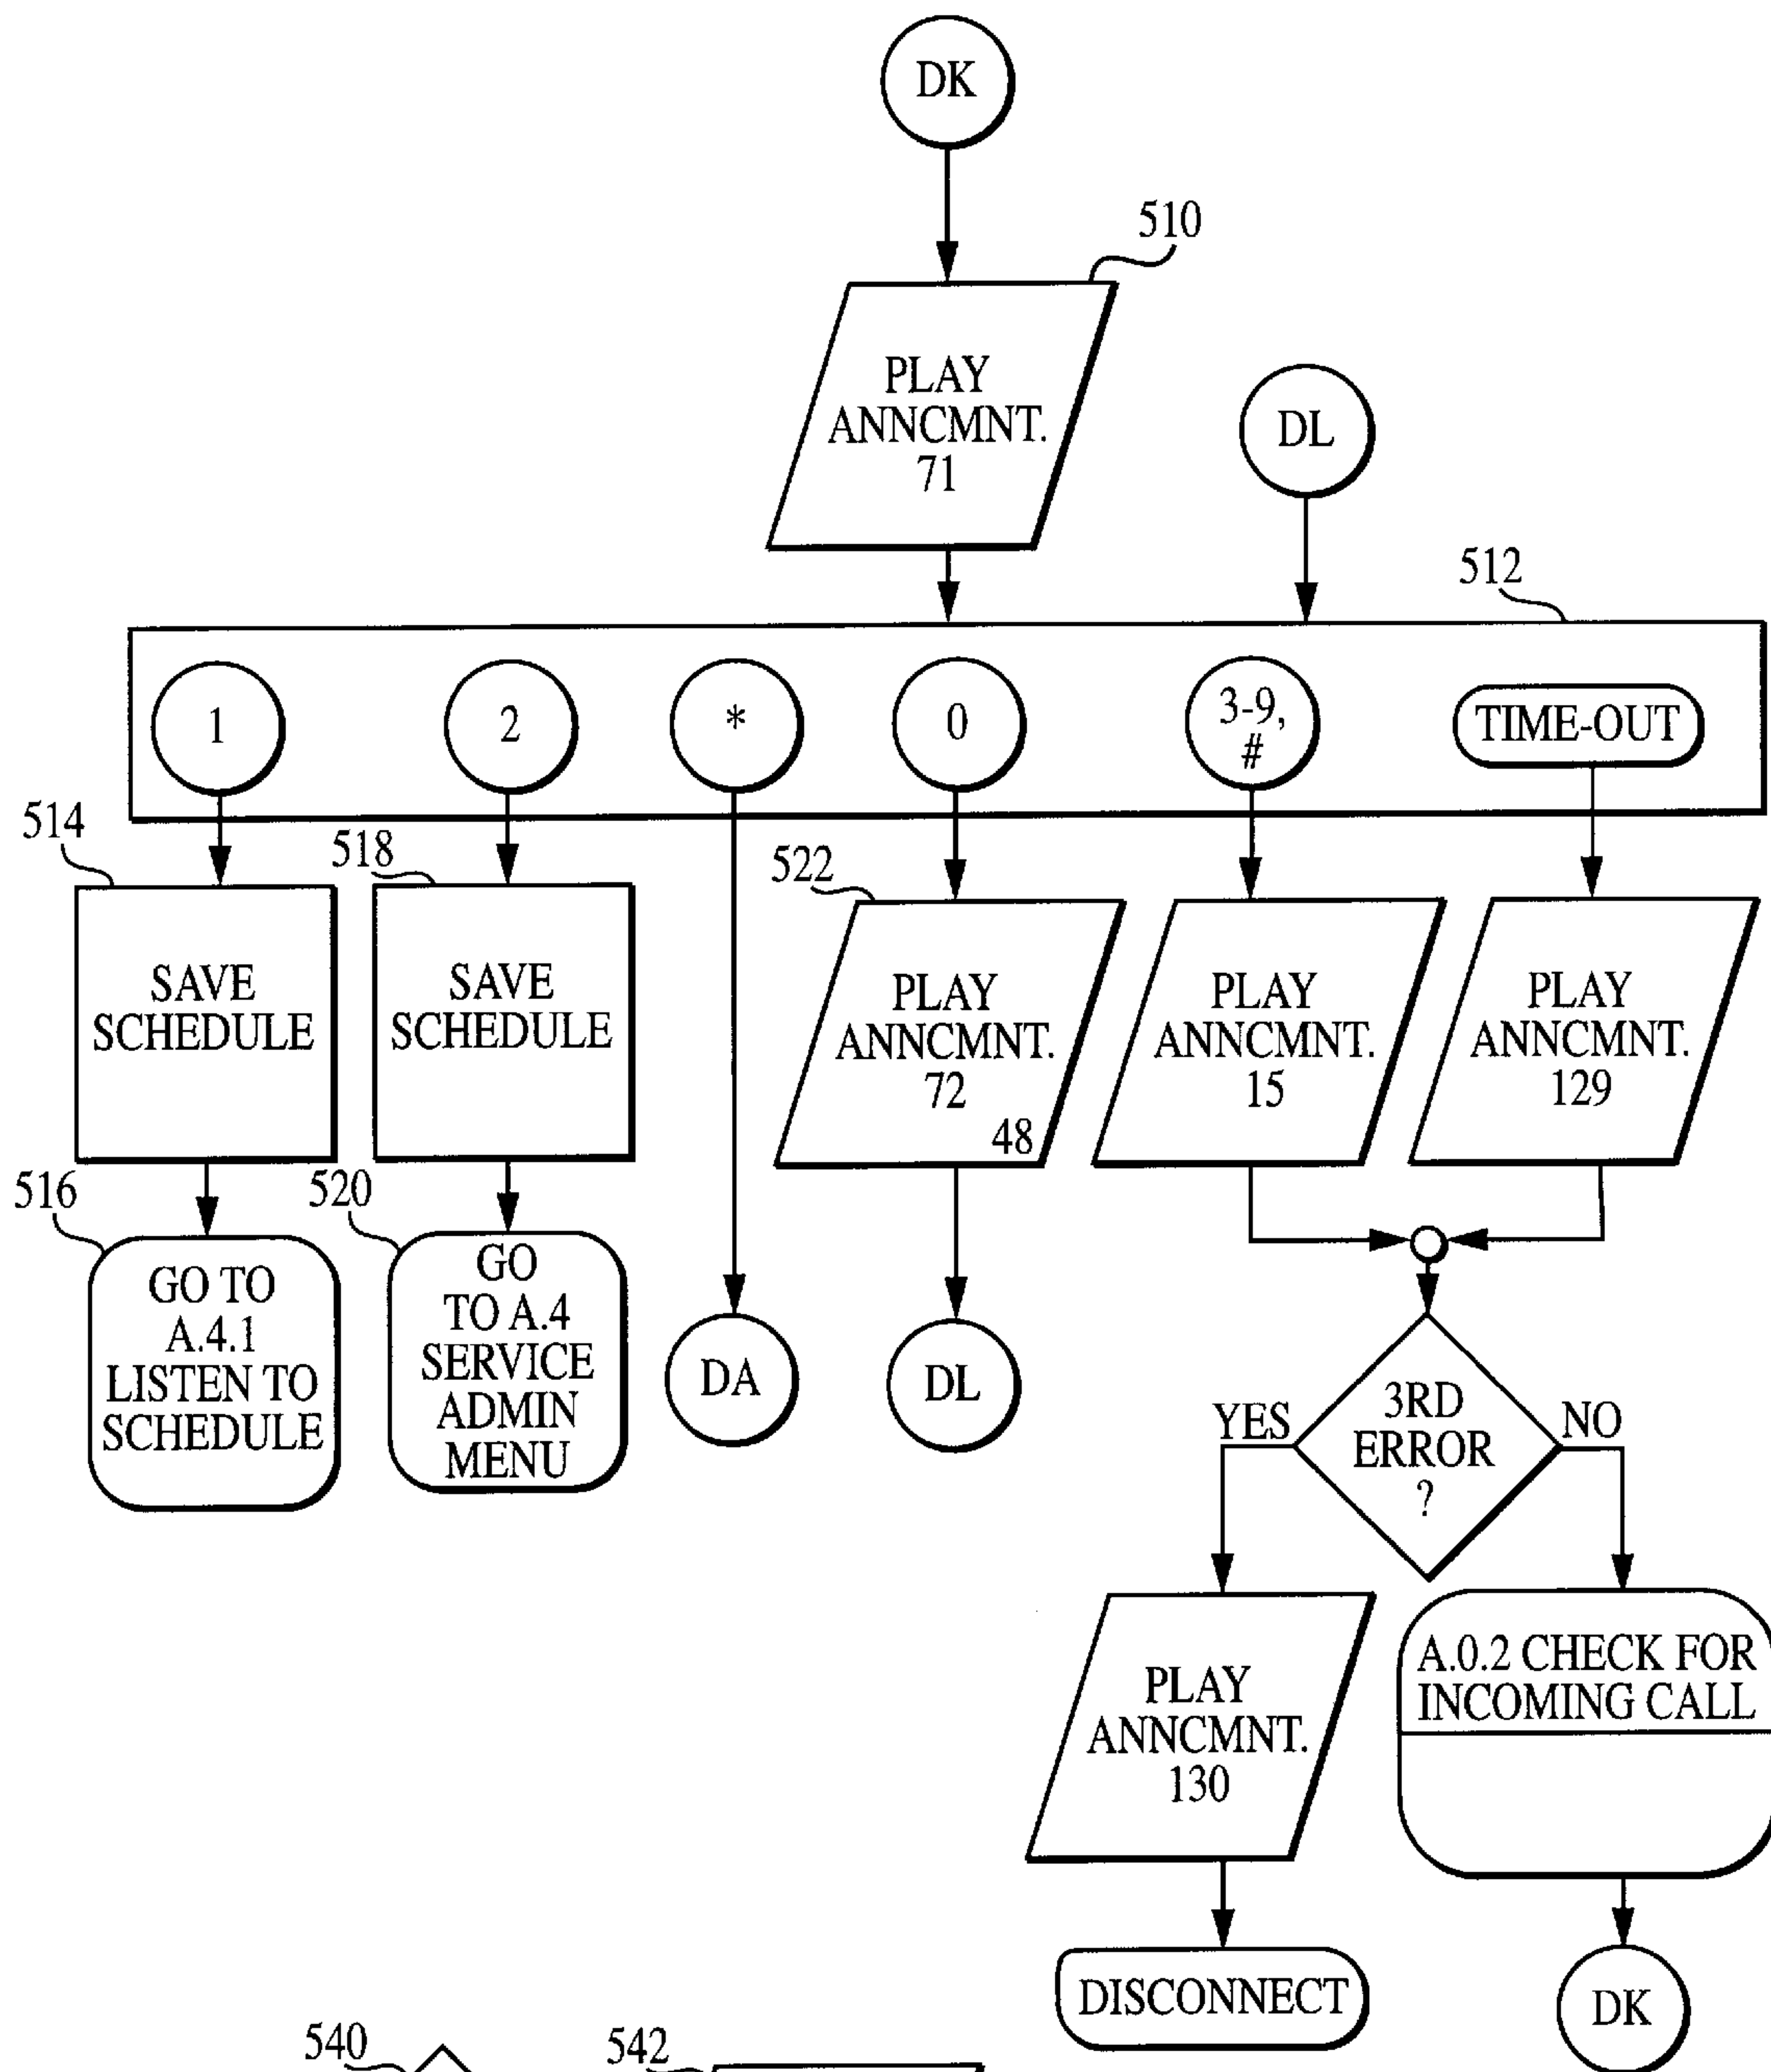 DK
510
PLAY
ANNCMNT.
71
DL
512
1
2
*
0
3-9,
#
TIME-OUT
514
SAVE
SCHEDULE
518
SAVE
SCHEDULE
522
PLAY
ANNCMNT.
72
48
PLAY
ANNCMNT.
15
PLAY
ANNCMNT.
129
516
GO TO
A.4.1
LISTEN TO
SCHEDULE
520
GO
TO A.4
SERVICE
ADMIN
MENU
DA
DL
YES
3RD
ERROR
?
NO
PLAY
ANNCMNT.
130
A.0.2 CHECK FOR
INCOMING CALL
DISCONNECT
DK
540
542